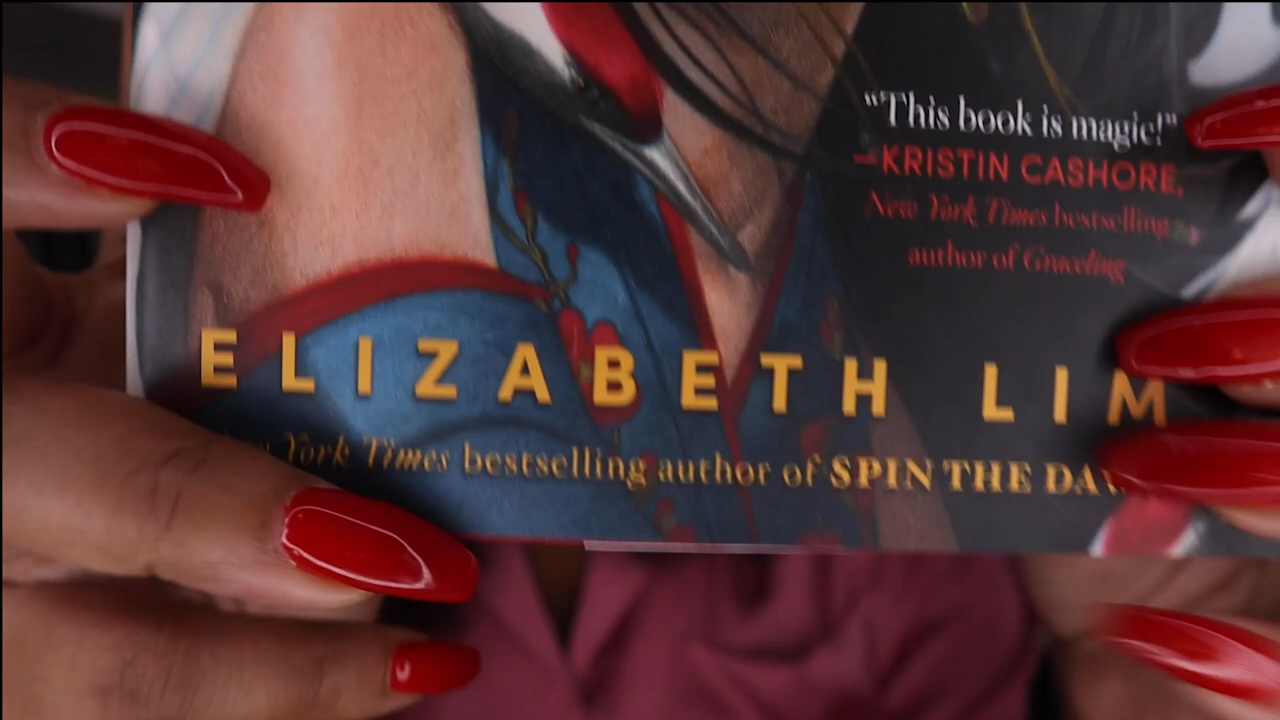 “This book is magic!”
—KRISTIN CASHORE,
New York Times bestselling
author of Graceling
ELIZABETH LIM
York Times bestselling author of SPIN THE